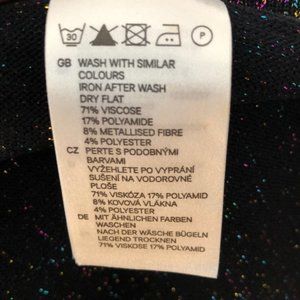 30 P
GB WASH WITH SIMILAR
COLOURS
IRON AFTER WASH
DRY FLAT
71% VISCOSE
17% POLYAMIDE
8% METALLISED FIBRE
4% POLYESTER
CZ PERTE S PODOBNÝMI
BARVAMI
VYŽEHLETE PO VYPRÁNÍ
SUŠENÍ NA VODOROVNÉ
PLOŠE
71% VISKÓZA 17% POLYAMID
8% KOVOVÁ VLÁKNA
4% POLYESTER
DE MIT ÄHNLICHEN FARBEN
WASCHEN
NACH DER WÄSCHE BÜGELN
LIEGEND TROCKNEN
71% VISKOSE 17% POLYAMID